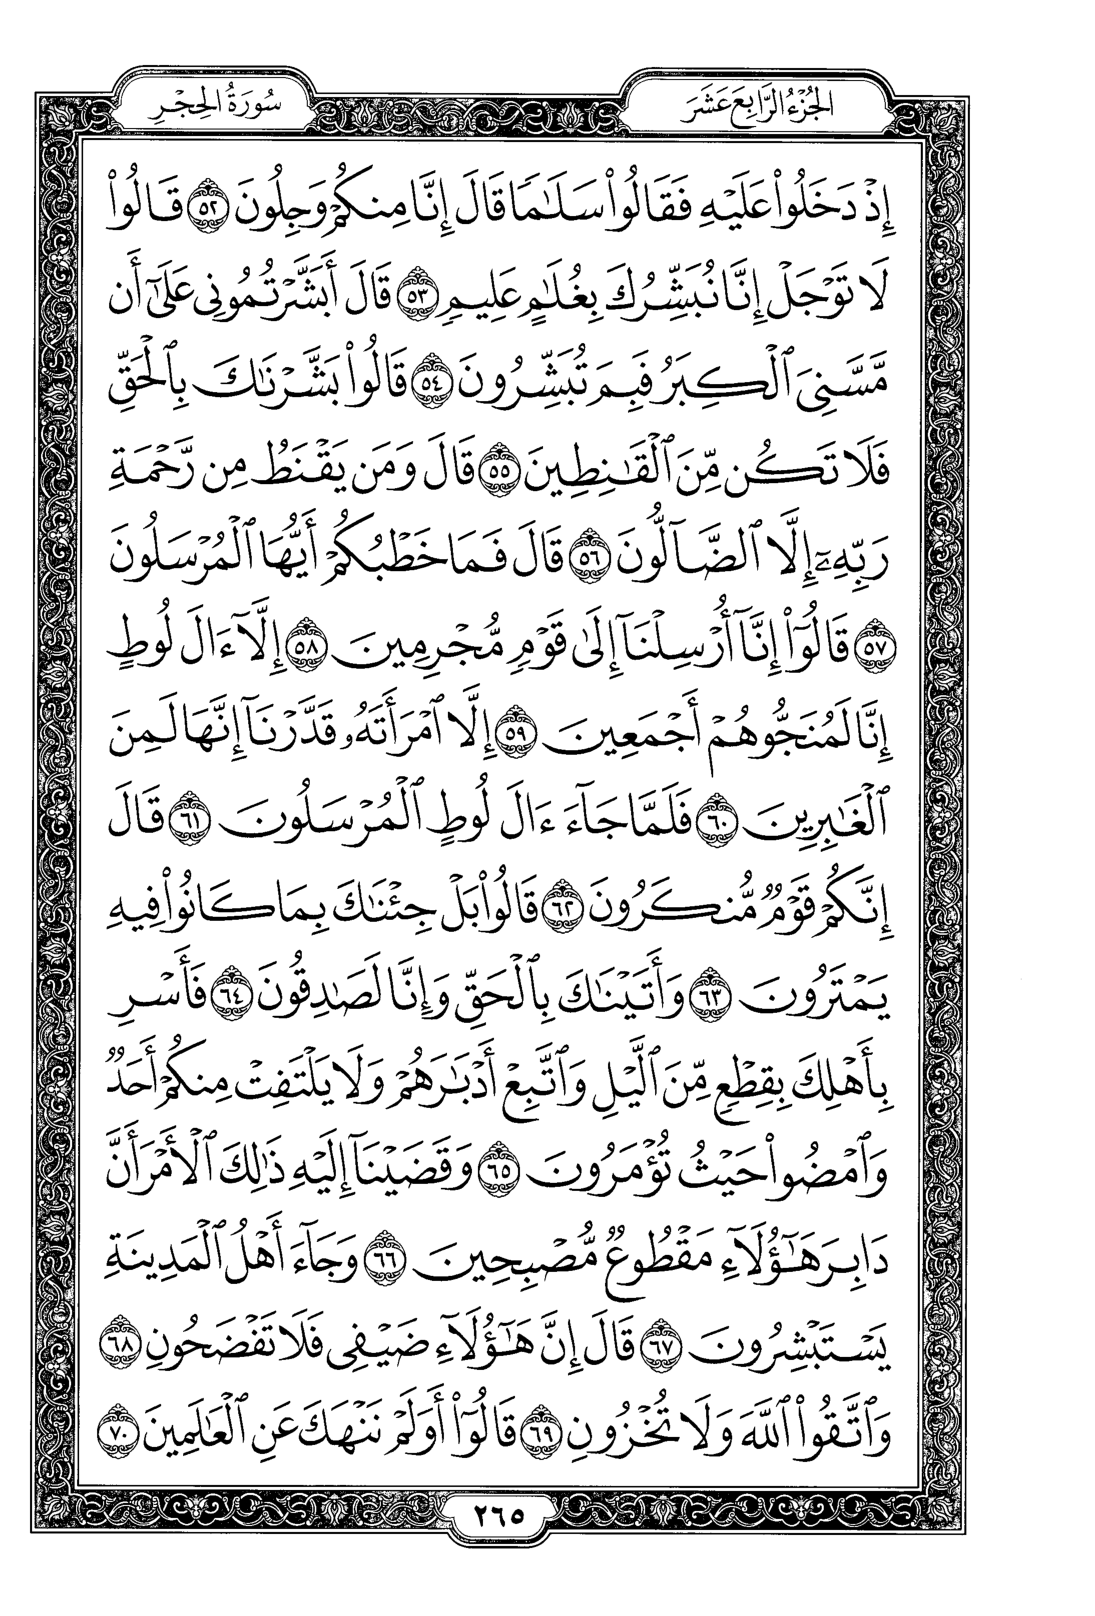 الجُزْءُ الرَّابِعَ عَشَرَ
سُورَةُ الحِجْرِ
إِذْ دَخَلُوا۟ عَلَيْهِ فَقَالُوا۟ سَلَـٰمًا قَالَ إِنَّا مِنكُمْ وَجِلُونَ ٥٢ قَالُوا۟
لَا تَوْجَلْ إِنَّا نُبَشِّرُكَ بِغُلَـٰمٍ عَلِيمٍ ٥٣ قَالَ أَبَشَّرْتُمُونِى عَلَىٰٓ أَن
مَّسَّنِىَ ٱلْكِبَرُ فَبِمَ تُبَشِّرُونَ ٥٤ قَالُوا۟ بَشَّرْنَـٰكَ بِٱلْحَقِّ
فَلَا تَكُن مِّنَ ٱلْقَـٰنِطِينَ ٥٥ قَالَ وَمَن يَقْنَطُ مِن رَّحْمَةِ
رَبِّهِۦٓ إِلَّا ٱلضَّآلُّونَ ٥٦ قَالَ فَمَا خَطْبُكُمْ أَيُّهَا ٱلْمُرْسَلُونَ
٥٧ قَالُوٓا۟ إِنَّآ أُرْسِلْنَآ إِلَىٰ قَوْمٍ مُّجْرِمِينَ ٥٨ إِلَّآ ءَالَ لُوطٍ
إِنَّا لَمُنَجُّوهُمْ أَجْمَعِينَ ٥٩ إِلَّا ٱمْرَأَتَهُۥ قَدَّرْنَآ إِنَّهَا لَمِنَ
ٱلْغَـٰبِرِينَ ٦٠ فَلَمَّا جَآءَ ءَالَ لُوطٍ ٱلْمُرْسَلُونَ ٦١ قَالَ
إِنَّكُمْ قَوْمٌ مُّنكَرُونَ ٦٢ قَالُوا۟ بَلْ جِئْنَـٰكَ بِمَا كَانُوا۟ فِيهِ
يَمْتَرُونَ ٦٣ وَأَتَيْنَـٰكَ بِٱلْحَقِّ وَإِنَّا لَصَـٰدِقُونَ ٦٤ فَأَسْرِ
بِأَهْلِكَ بِقِطْعٍ مِّنَ ٱلَّيْلِ وَٱتَّبِعْ أَدْبَـٰرَهُمْ وَلَا يَلْتَفِتْ مِنكُمْ أَحَدٌ
وَٱمْضُوا۟ حَيْثُ تُؤْمَرُونَ ٦٥ وَقَضَيْنَآ إِلَيْهِ ذَٰلِكَ ٱلْأَمْرَ أَنَّ
دَابِرَ هَـٰٓؤُلَآءِ مَقْطُوعٌ مُّصْبِحِينَ ٦٦ وَجَآءَ أَهْلُ ٱلْمَدِينَةِ
يَسْتَبْشِرُونَ ٦٧ قَالَ إِنَّ هَـٰٓؤُلَآءِ ضَيْفِى فَلَا تَفْضَحُونِ ٦٨
وَٱتَّقُوا۟ ٱللَّهَ وَلَا تُخْزُونِ ٦٩ قَالُوٓا۟ أَوَلَمْ نَنْهَكَ عَنِ ٱلْعَـٰلَمِينَ ٧٠
٢٦٥